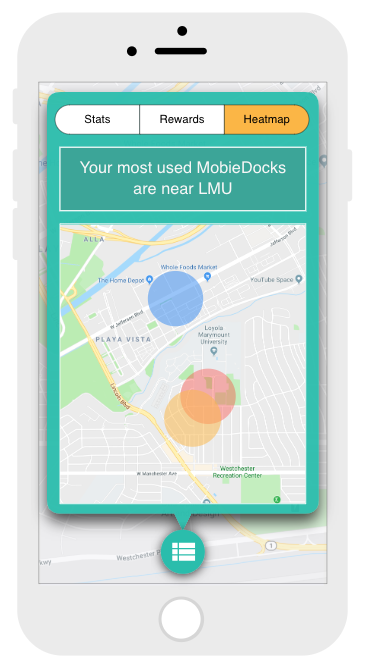 Stats
Rewards
Heatmap
Your most used MobieDocks
are near LMU
ALLA
W Jefferson Blvd
Whole Foods Market
The Home Depot
YouTube Space
W Jefferson Blvd
PLAYA VISTA
Loyola
Marymount
University
Lincoln Blvd
W Manchester Ave
Westchester
Recreation Center
1
Westchester
kwy